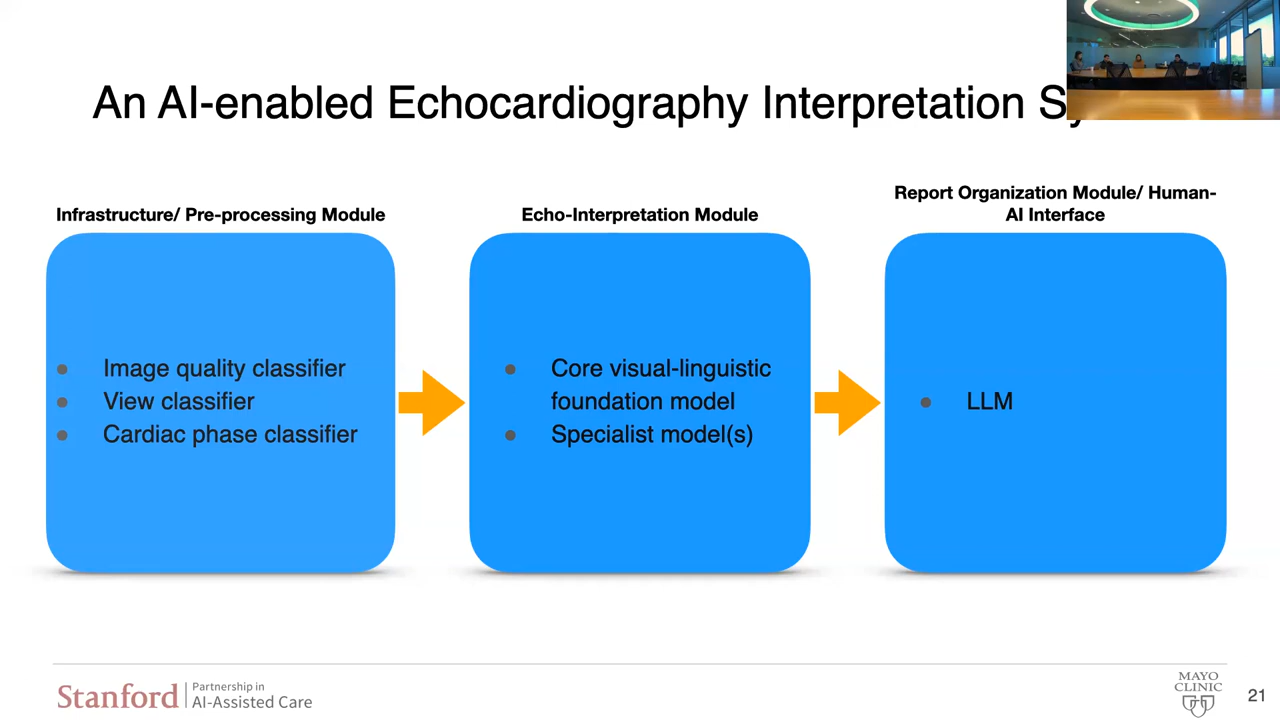 An AI-enabled Echocardiography Interpretation
Infrastructure/ Pre-processing Module
Image quality classifier
View classifier
Cardiac phase classifier
Echo-Interpretation Module
Core visual-linguistic
foundation model
Specialist model(s)
Report Organization Module/ Human-
AI Interface
LLM
Stanford
Partnership in
AI-Assisted Care
MAYO
CLINIC
21